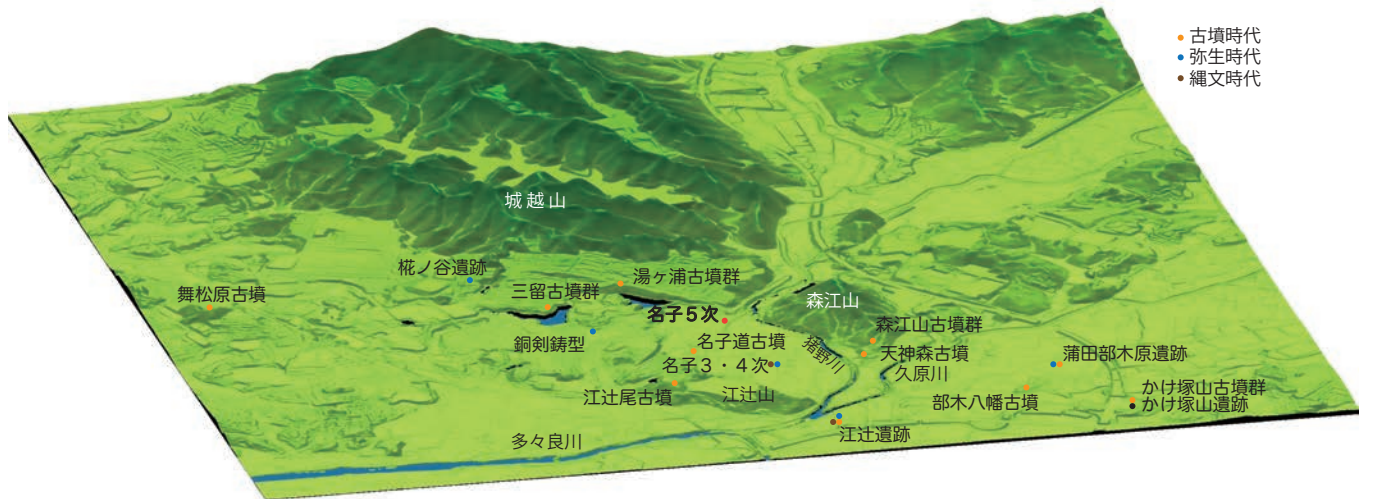 古墳時代
弥生時代
縄文時代
城越山
椛ノ谷遺跡
湯ヶ浦古墳群
舞松原古墳
三留古墳群
森江山
名子５次
森江山古墳群
銅剣鋳型
名子道古墳
猪野川
天神森古墳
蒲田部木原遺跡
名子３・４次
久原川
江辻尾古墳
江辻山
部木八幡古墳
かけ塚山古墳群
かけ塚山遺跡
多々良川
江辻遺跡